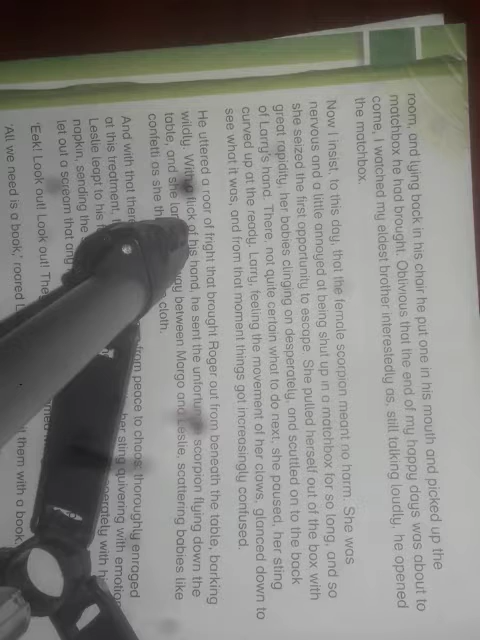 room, and lying back in his chair he put one in his mouth and picked up the
matchbox he had brought. Oblivious that the end of my happy days was about to
come, I watched my eldest brother interestedly as, still talking loudly, he opened
the matchbox.
Now I insist, to this day, that the female scorpion meant no harm. She was
nervous and a little annoyed at being shut up in a matchbox for so long, and so
she seized the first opportunity to escape. She pulled herself out of the box with
great rapidity, her babies clinging on desperately, and scuttled on to the back
of Larry's hand. There, not quite certain what to do next, she paused, her sting
curved up at the ready. Larry, feeling the movement of her claws, glanced down to
see what it was, and from that moment things got increasingly confused.
He uttered a roar of fright that brought Roger out from beneath the table, barking
wildly. With a flick of his hand, he sent the unfortunate scorpion flying down the
table, and she between Margo and Leslie, scattering babies like
confetti as she cloth.
And with that from peace to chaos: thoroughly enraged
at this treatment, her sting quivering with emotion
Leslie leapt to his with
napkin, sending the
let out a scream that
'Eek! Look out! Look out!
'All we need is a book,' roared them with a book